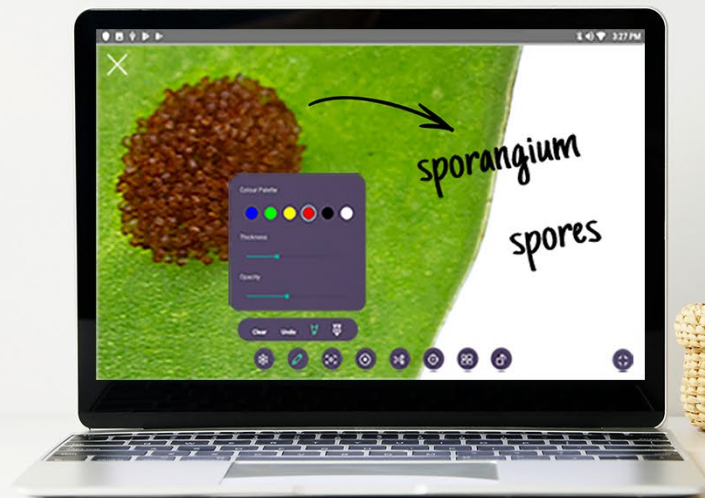 3:27 PM
sporangium
spores
Colour Palette
Thickness
Opacity
Clear Undo